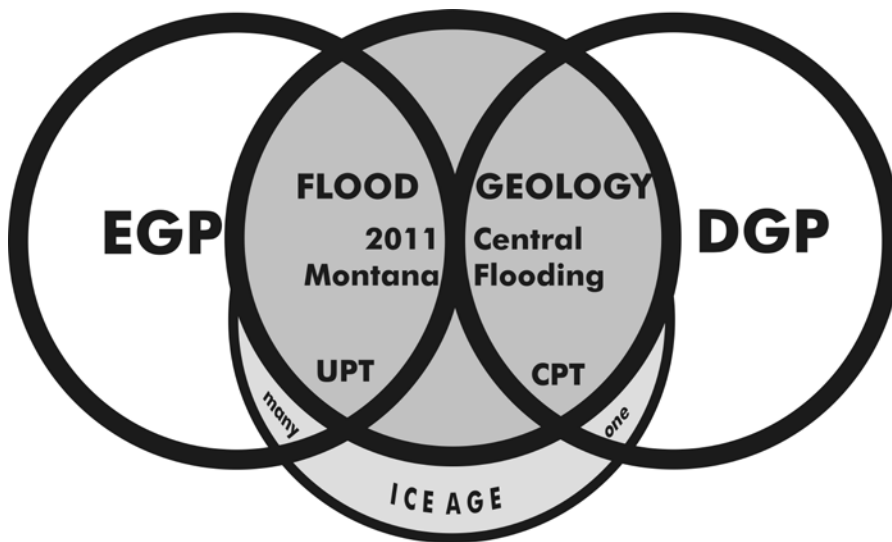 FLOOD GEOLOGY
EGP
2011 Central
DGP
Montana Flooding
UPT
CPT
many
one
ICE AGE